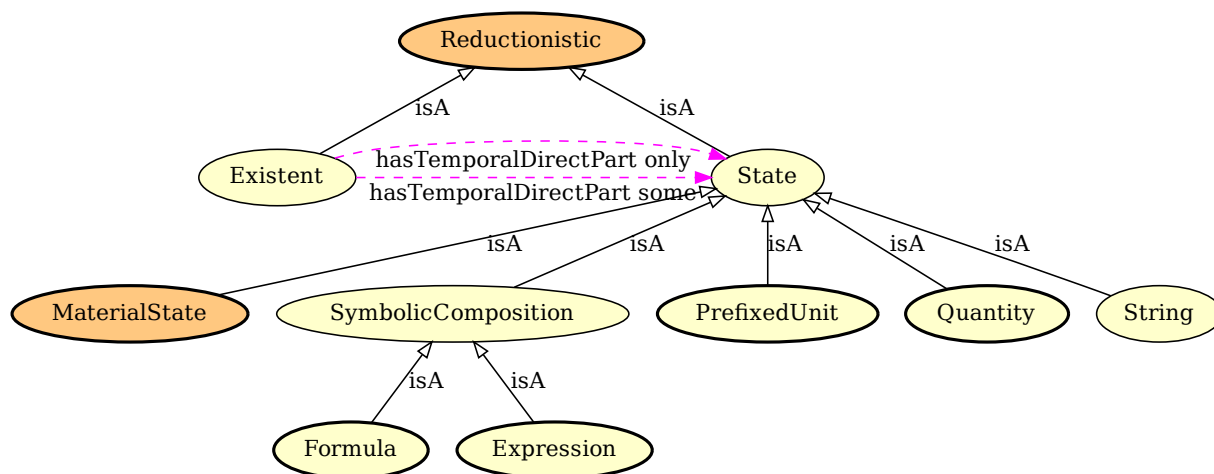 Reductionistic
isA isA
hasTemporalDirectPart only
Existent State
hasTemporalDirectPart some
isA isA isA isA isA
MaterialState SymbolicComposition PrefixedUnit Quantity String
isA isA
Formula Expression